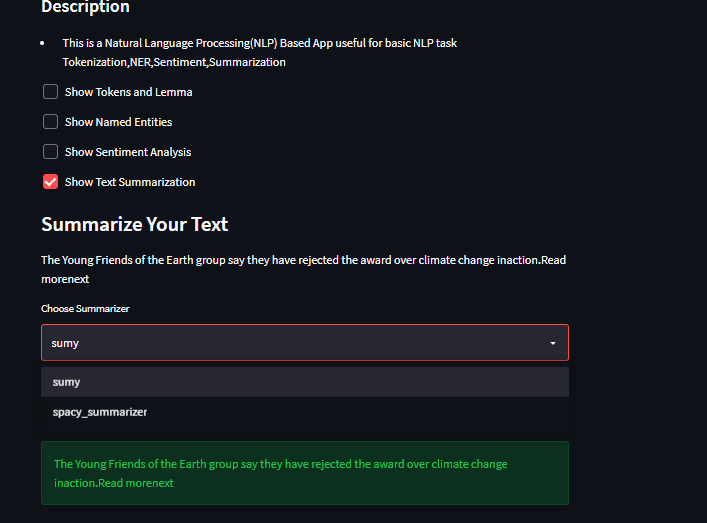 Description
This is a Natural Language Processing(NLP) Based App useful for basic NLP task
Tokenization,NER,Sentiment,Summarization
Show Tokens and Lemma
Show Named Entities
Show Sentiment Analysis
Show Text Summarization
Summarize Your Text
The Young Friends of the Earth group say they have rejected the award over climate change inaction.Read
morenext
Choose Summarizer
sumy
sumy
spacy_summarizer
The Young Friends of the Earth group say they have rejected the award over climate change
inaction.Read morenext